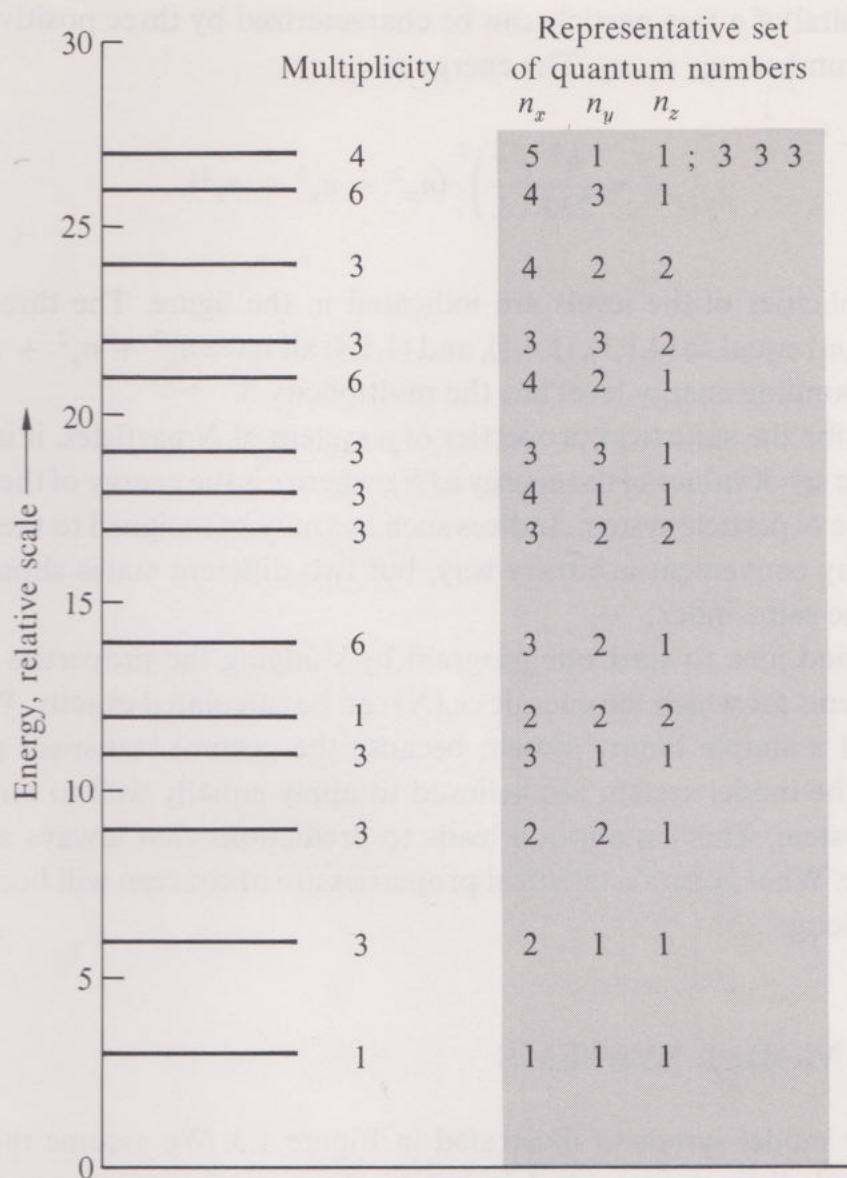 30
Representative set
Multiplicity of quantum numbers
n_x n_y n_z
4 5 1 1 ; 3 3 3
6 4 3 1
25
3 4 2 2
3 3 3 2
6 4 2 1
20
3 3 3 1
3 4 1 1
3 3 2 2
15
6 3 2 1
1 2 2 2
3 3 1 1
10
3 2 2 1
3 2 1 1
5
1 1 1 1
0
Energy, relative scale